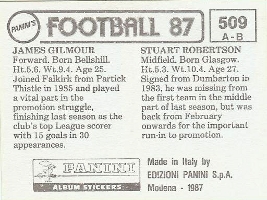 PANINI'S FOOTBALL 87 509
A-B
JAMES GILMOUR
Forward. Born Bellshill.
Ht.5.6. Wt.9.4. Age 25.
Joined Falkirk from Partick
Thistle in 1985 and played
a vital part in the
promotion struggle,
finishing last season as the
club's top League scorer
with 15 goals in 30
appearances.
STUART ROBERTSON
Midfield. Born Glasgow.
Ht.5.3. Wt.10.4. Age 27.
Signed from Dumbarton in
1983, he was missing from
the first team in the middle
part of last season, but was
back from February
onwards for the important
run-in to promotion.
PANINI
ALBUM STICKERS
Made in Italy by
EDIZIONI PANINI S.p.A.
Modena - 1987